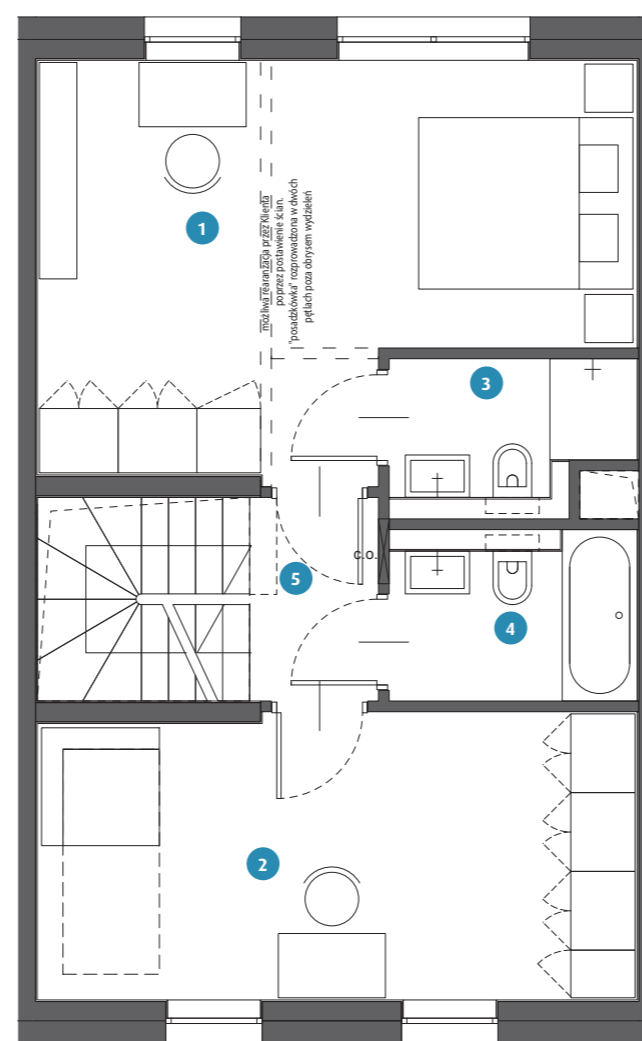 1
możliwa rearanżacja przez Klienta
poprzez postawienie ścian.
"posadzkówka" rozprowadzona w dwóch
pętlach poza obrysem wydzieleń
3
c.o.
5
4
2